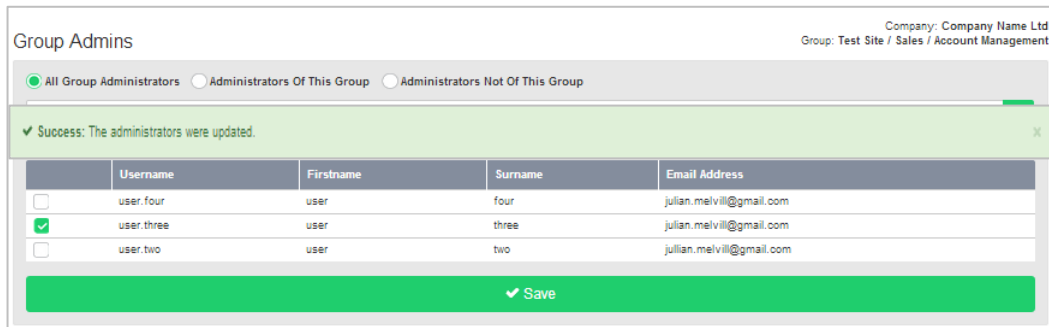 Company: Company Name Ltd
Group Admins
Group: Test Site / Sales / Account Management
All Group Administrators Administrators Of This Group Administrators Not Of This Group
✔ Success: The administrators were updated. x
Username Firstname Surname Email Address
user.four user four julian.melvill@gmail.com
user.three user three julian.melvill@gmail.com
user.two user two jullian.melvill@gmail.com
✔ Save